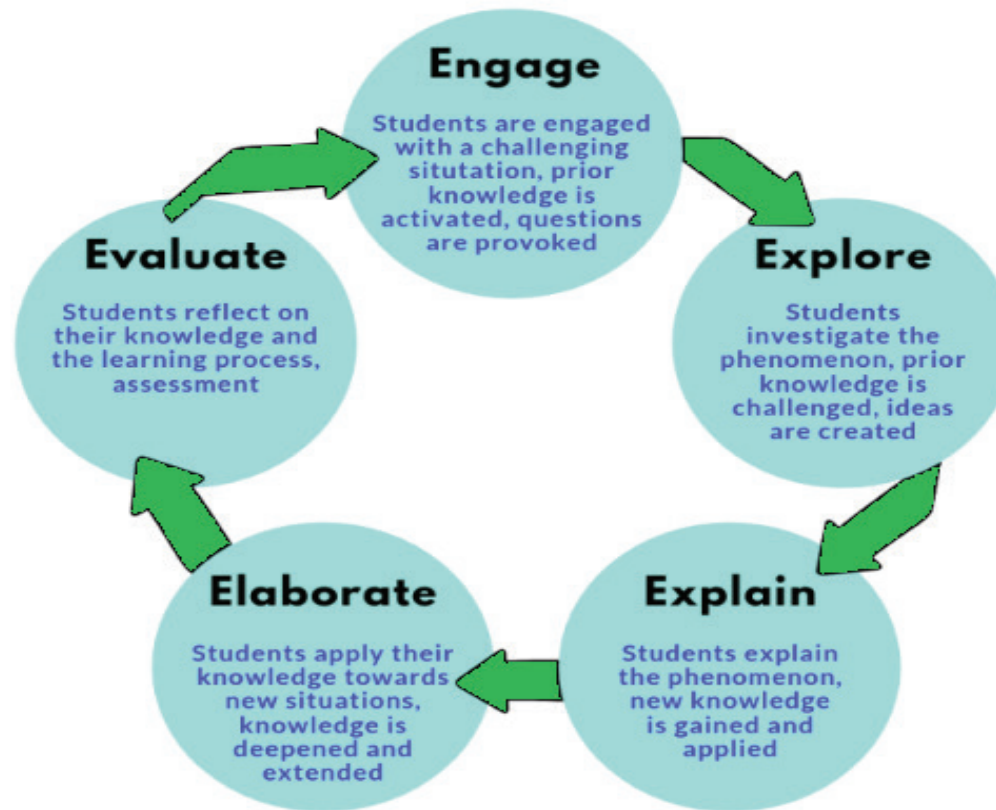 Engage
Students are engaged
with a challenging
situtation, prior
knowledge is
activated, questions
are provoked
Explore
Students
investigate the
phenomenon, prior
knowledge is
challenged, ideas
are created
Explain
Students explain
the phenomenon,
new knowledge
is gained and
applied
Elaborate
Students apply their
knowledge towards
new situations,
knowledge is
deepened and
extended
Evaluate
Students reflect on
their knowledge and
the learning process,
assessment